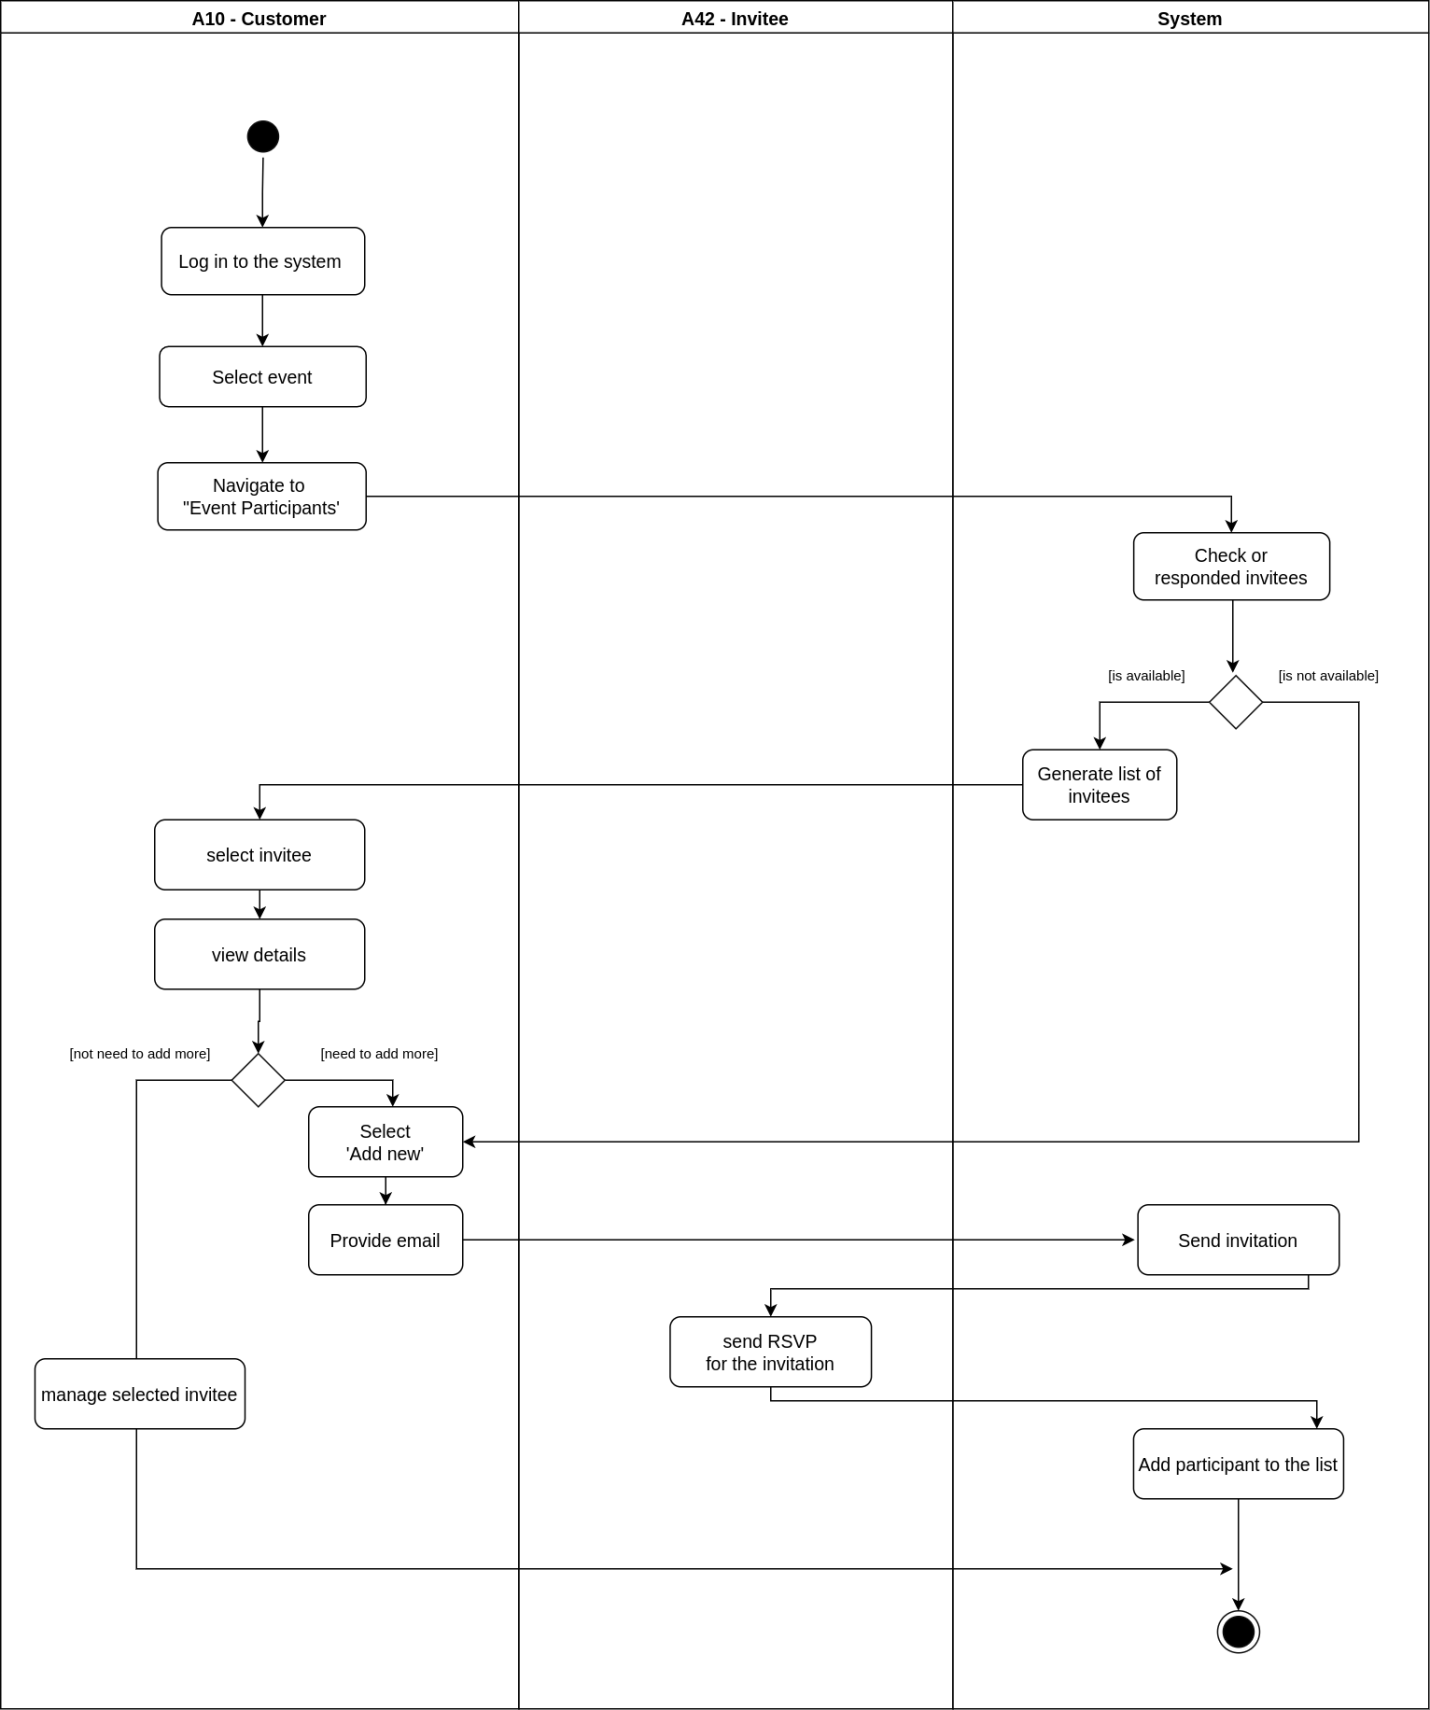 A10 - Customer
A42 - Invitee
System
Log in to the system
Select event
Navigate to
"Event Participants'
Check or
responded invitees
[is available]
[is not available]
Generate list of
invitees
select invitee
view details
[not need to add more]
[need to add more]
Select
'Add new'
Provide email
Send invitation
send RSVP
for the invitation
manage selected invitee
Add participant to the list